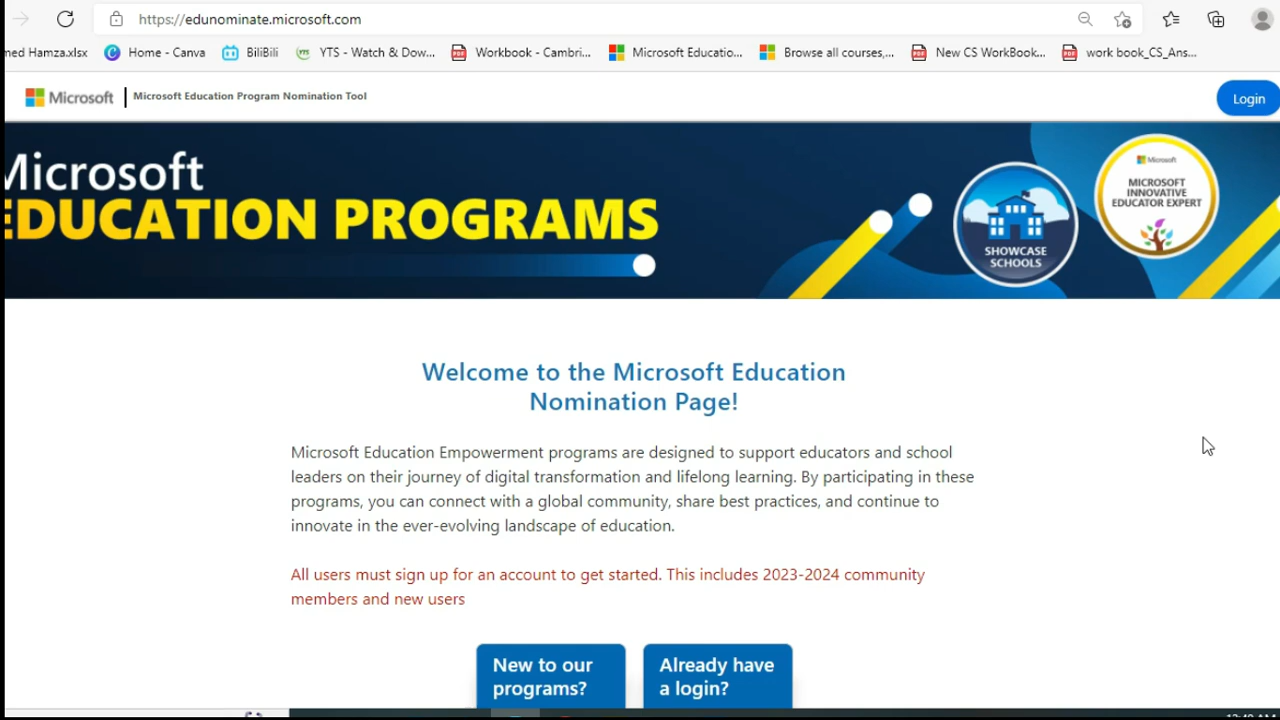 https://edunominate.microsoft.com
med Hamza.xlsx Home - Canva BiliBili YTS - Watch & Dow... Workbook - Cambri... Microsoft Educatio... Browse all courses,... New CS WorkBook... work book_CS_Ans...
Microsoft Microsoft Education Program Nomination Tool Login
Microsoft
EDUCATION PROGRAMS
SHOWCASE
SCHOOLS
Microsoft
MICROSOFT
INNOVATIVE
EDUCATOR EXPERT
Welcome to the Microsoft Education
Nomination Page!
Microsoft Education Empowerment programs are designed to support educators and school
leaders on their journey of digital transformation and lifelong learning. By participating in these
programs, you can connect with a global community, share best practices, and continue to
innovate in the ever-evolving landscape of education.
All users must sign up for an account to get started. This includes 2023-2024 community
members and new users
New to our
programs?
Already have
a login?